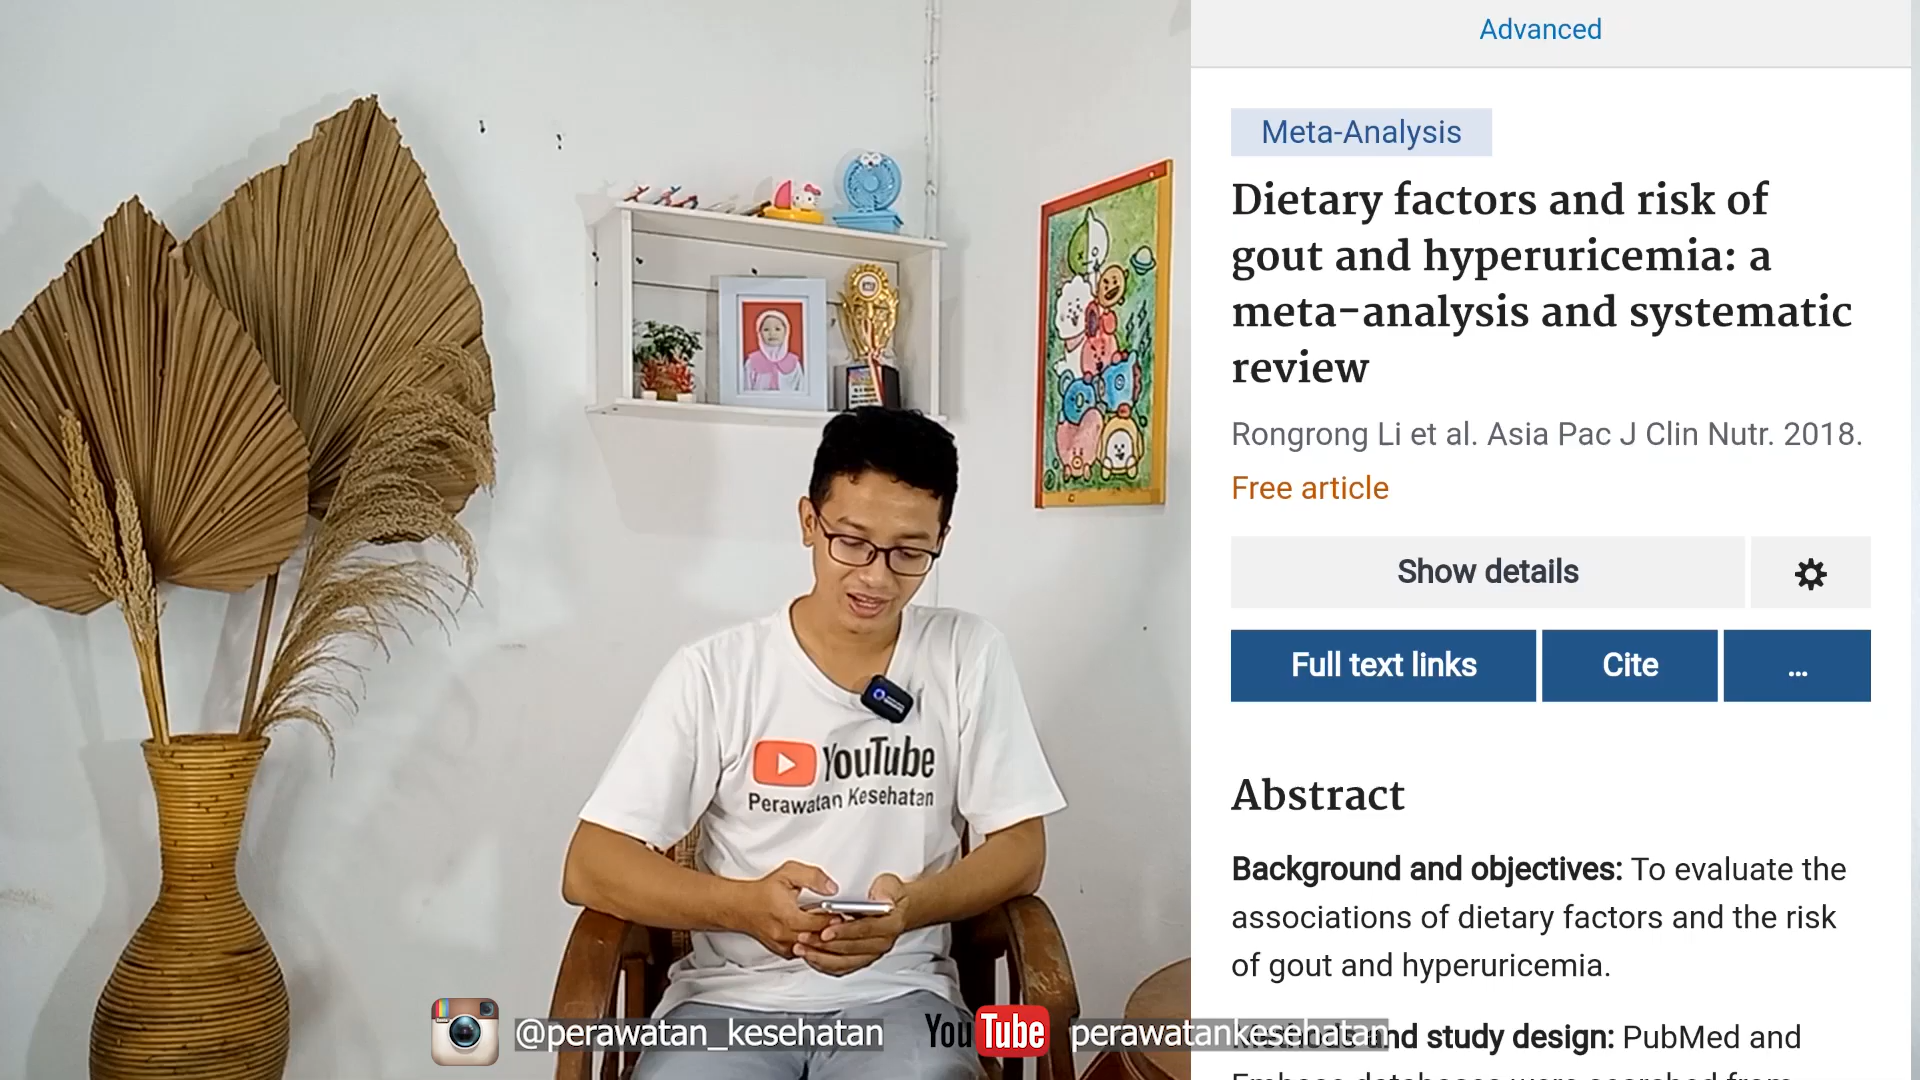 Advanced
Meta-Analysis
Dietary factors and risk of
gout and hyperuricemia: a
meta-analysis and systematic
review
Rongrong Li et al. Asia Pac J Clin Nutr. 2018.
Free article
Show details
Full text links
Cite
...
Abstract
Background and objectives: To evaluate the
associations of dietary factors and the risk
of gout and hyperuricemia.
and study design: PubMed and
YouTube
Perawatan Kesehatan
@perawatan_kesehatan
YouTube
perawatankesehatan